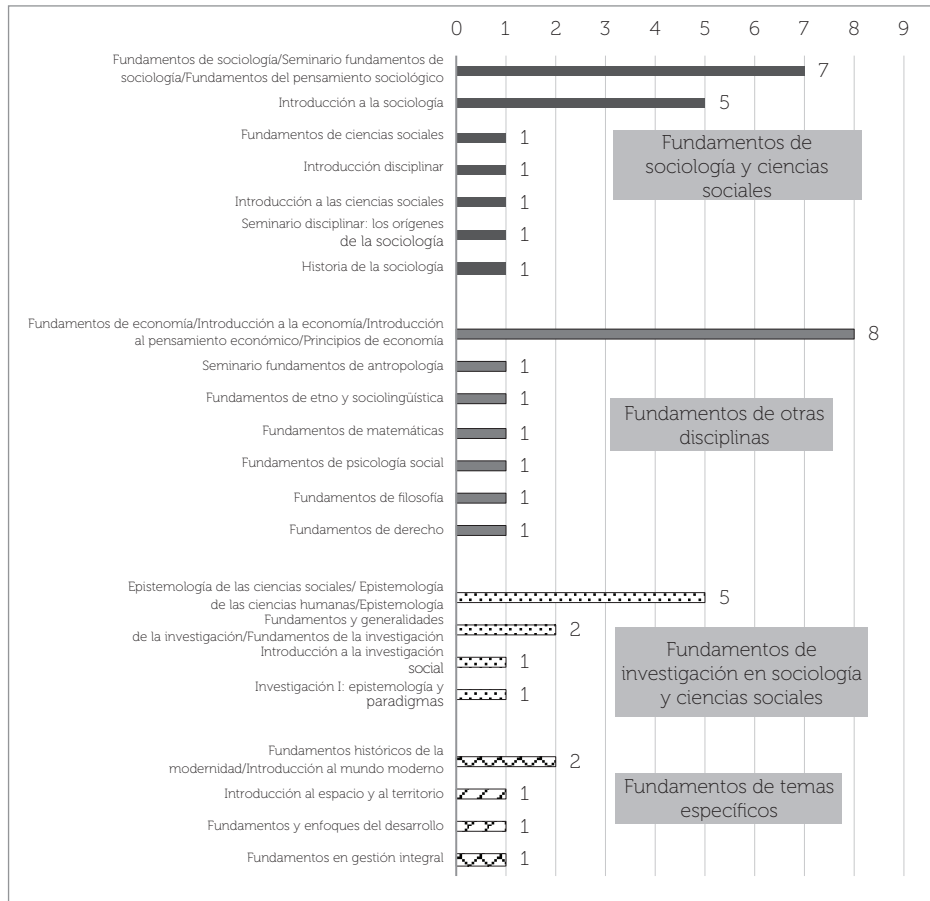 0 1 2 3 4 5 6 7 8 9
Fundamentos de sociología/Seminario fundamentos de
sociología/Fundamentos del pensamiento sociológico
7
Introducción a la sociología
5
Fundamentos de ciencias sociales
1
Introducción disciplinar
1
Introducción a las ciencias sociales
1
Seminario disciplinar: los orígenes
de la sociología
1
Historia de la sociología
1
Fundamentos de
sociología y ciencias
sociales
Fundamentos de economía/Introducción a la economía/Introducción
al pensamiento económico/Principios de economía
8
Seminario fundamentos de antropología
1
Fundamentos de etno y sociolingüística
1
Fundamentos de matemáticas
1
Fundamentos de psicología social
1
Fundamentos de filosofía
1
Fundamentos de derecho
1
Fundamentos de otras
disciplinas
Epistemología de las ciencias sociales/ Epistemología
de las ciencias humanas/Epistemología
5
Fundamentos y generalidades
de la investigación/Fundamentos de la investigación
2
Introducción a la investigación
social
1
Investigación I: epistemología y
paradigmas
1
Fundamentos de
investigación en sociología
y ciencias sociales
Fundamentos históricos de la
modernidad/Introducción al mundo moderno
2
Introducción al espacio y al territorio
1
Fundamentos y enfoques del desarrollo
1
Fundamentos en gestión integral
1
Fundamentos de temas
específicos